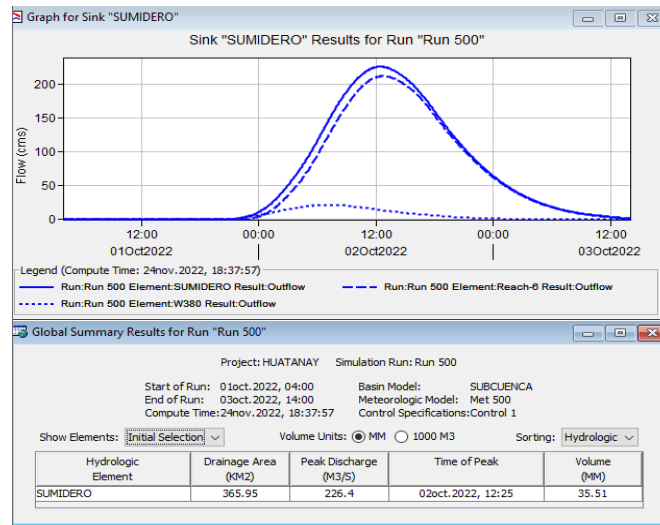 Graph for Sink "SUMIDERO"
Sink "SUMIDERO" Results for Run "Run 500"
Flow (cms)
200
150
100
50
0
12:00 00:00 12:00 00:00 12:00
01Oct2022 02Oct2022 03Oct2022
Legend (Compute Time: 24nov.2022, 18:37:57)
Run:Run 500 Element:SUMIDERO Result:Outflow Run:Run 500 Element:Reach-6 Result:Outflow
Run:Run 500 Element:W380 Result:Outflow
Global Summary Results for Run "Run 500"
Project: HUATANAY Simulation Run: Run 500
Start of Run: 01oct.2022, 04:00 Basin Model: SUBCUENCA
End of Run: 03oct.2022, 14:00 Meteorologic Model: Met 500
Compute Time:24nov.2022, 18:37:57 Control Specifications:Control 1
Show Elements: Initial Selection Volume Units: MM 1000 M3 Sorting: Hydrologic
Hydrologic Element Drainage Area (KM2) Peak Discharge (M3/S) Time of Peak Volume (MM)
SUMIDERO 365.95 226.4 02oct.2022, 12:25 35.51